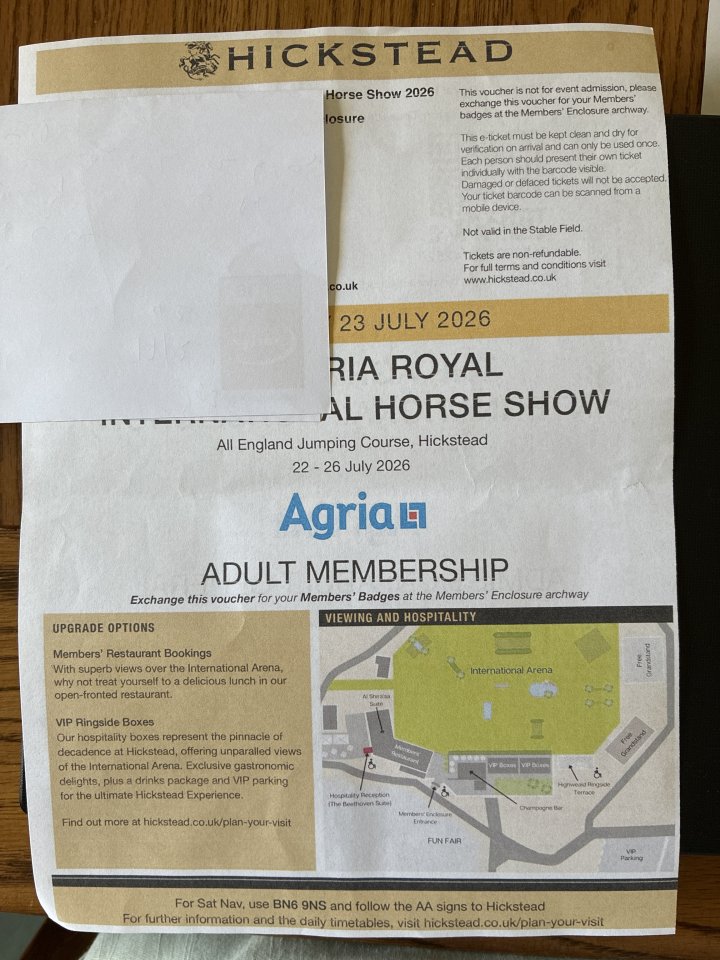 HICKSTEAD
Horse Show 2026
losure
.co.uk
This voucher is not for event admission, please
exchange this voucher for your Members'
badges at the Members' Enclosure archway.
This e-ticket must be kept clean and dry for
verification on arrival and can only be used once.
Each person should present their own ticket
individually with the barcode visible.
Damaged or defaced tickets will not be accepted.
Your ticket barcode can be scanned from a
mobile device.
Not valid in the Stable Field.
Tickets are non-refundable.
For full terms and conditions visit
www.hickstead.co.uk
23 JULY 2026
RIA ROYAL
AL HORSE SHOW
All England Jumping Course, Hickstead
22 - 26 July 2026
Agria
ADULT MEMBERSHIP
Exchange this voucher for your Members' Badges at the Members' Enclosure archway
UPGRADE OPTIONS
Members' Restaurant Bookings
With superb views over the International Arena,
why not treat yourself to a delicious lunch in our
open-fronted restaurant.
VIP Ringside Boxes
Our hospitality boxes represent the pinnacle of
decadence at Hickstead, offering unparalled views
of the International Arena. Exclusive gastronomic
delights, plus a drinks package and VIP parking
for the ultimate Hickstead Experience.
Find out more at hickstead.co.uk/plan-your-visit
VIEWING AND HOSPITALITY
International Arena
Free
Grandstand
Al Shira'aa
Suite
Members'
Restaurant
VIP Boxes
VIP Boxes
Free
Grandstand
Hospitality Reception
(The Beethoven Suite)
Members' Enclosure
Entrance
Champagne Bar
Highmead Ringside
Terrace
FUN FAIR
VIP
Parking
For Sat Nav, use BN6 9NS and follow the AA signs to Hickstead
For further information and the daily timetables, visit hickstead.co.uk/plan-your-visit